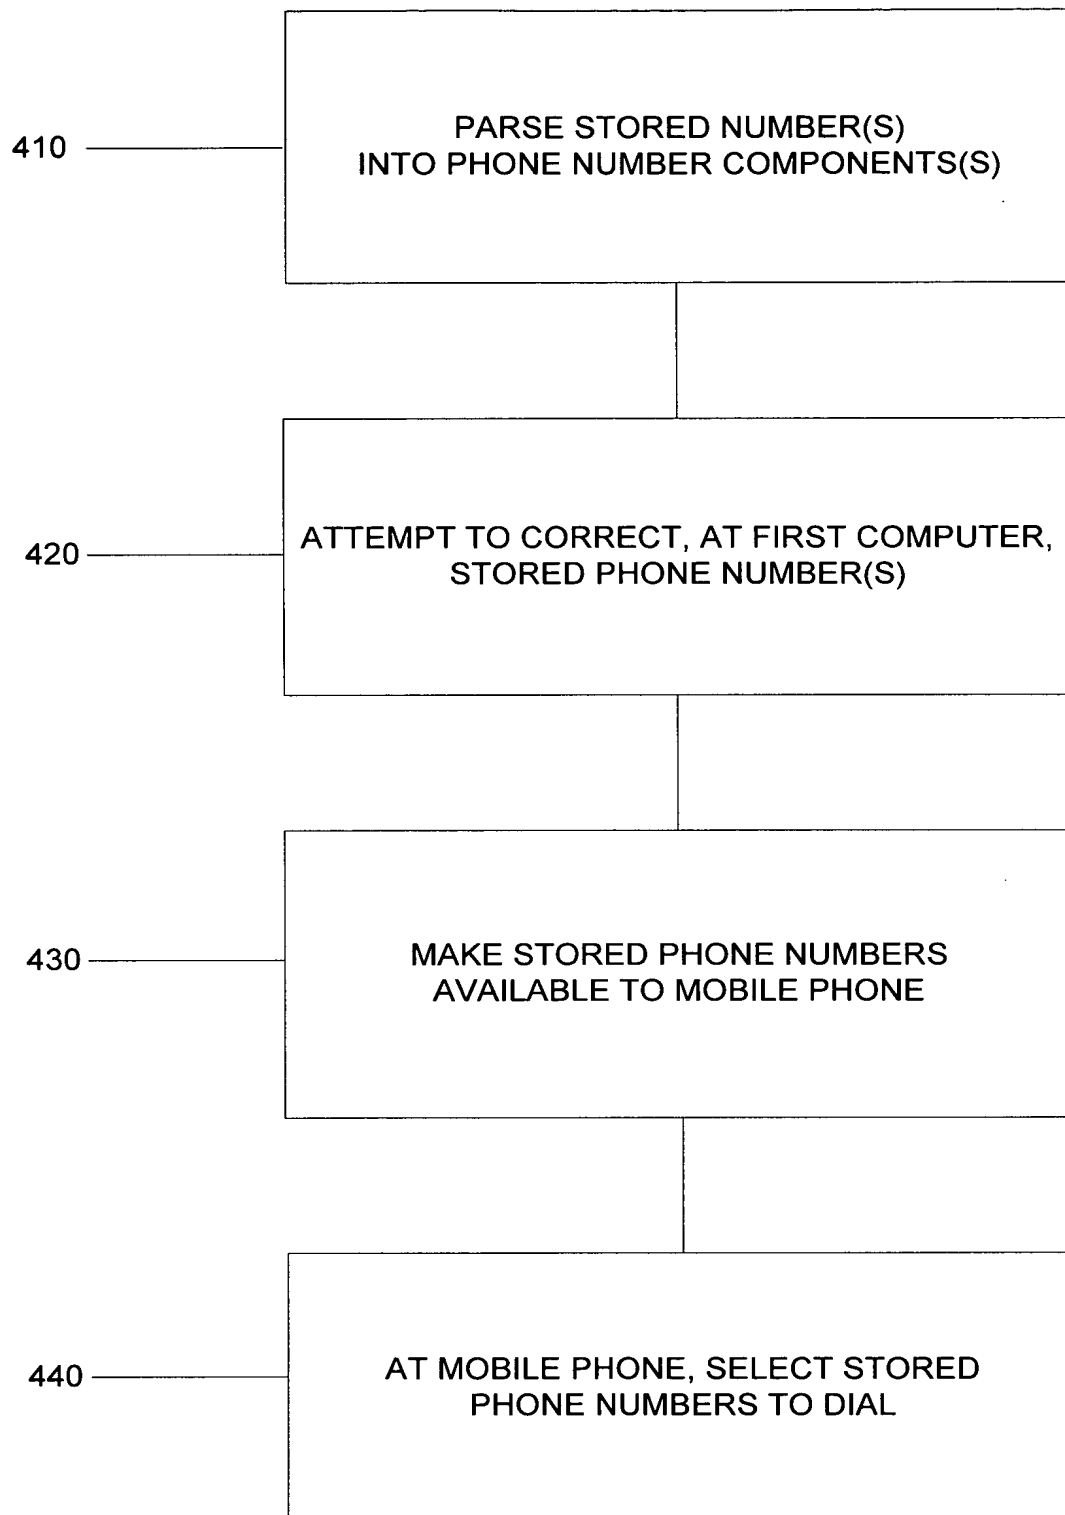 410
PARSE STORED NUMBER(S)
INTO PHONE NUMBER COMPONENTS(S)
420
ATTEMPT TO CORRECT, AT FIRST COMPUTER,
STORED PHONE NUMBER(S)
430
MAKE STORED PHONE NUMBERS
AVAILABLE TO MOBILE PHONE
440
AT MOBILE PHONE, SELECT STORED
PHONE NUMBERS TO DIAL